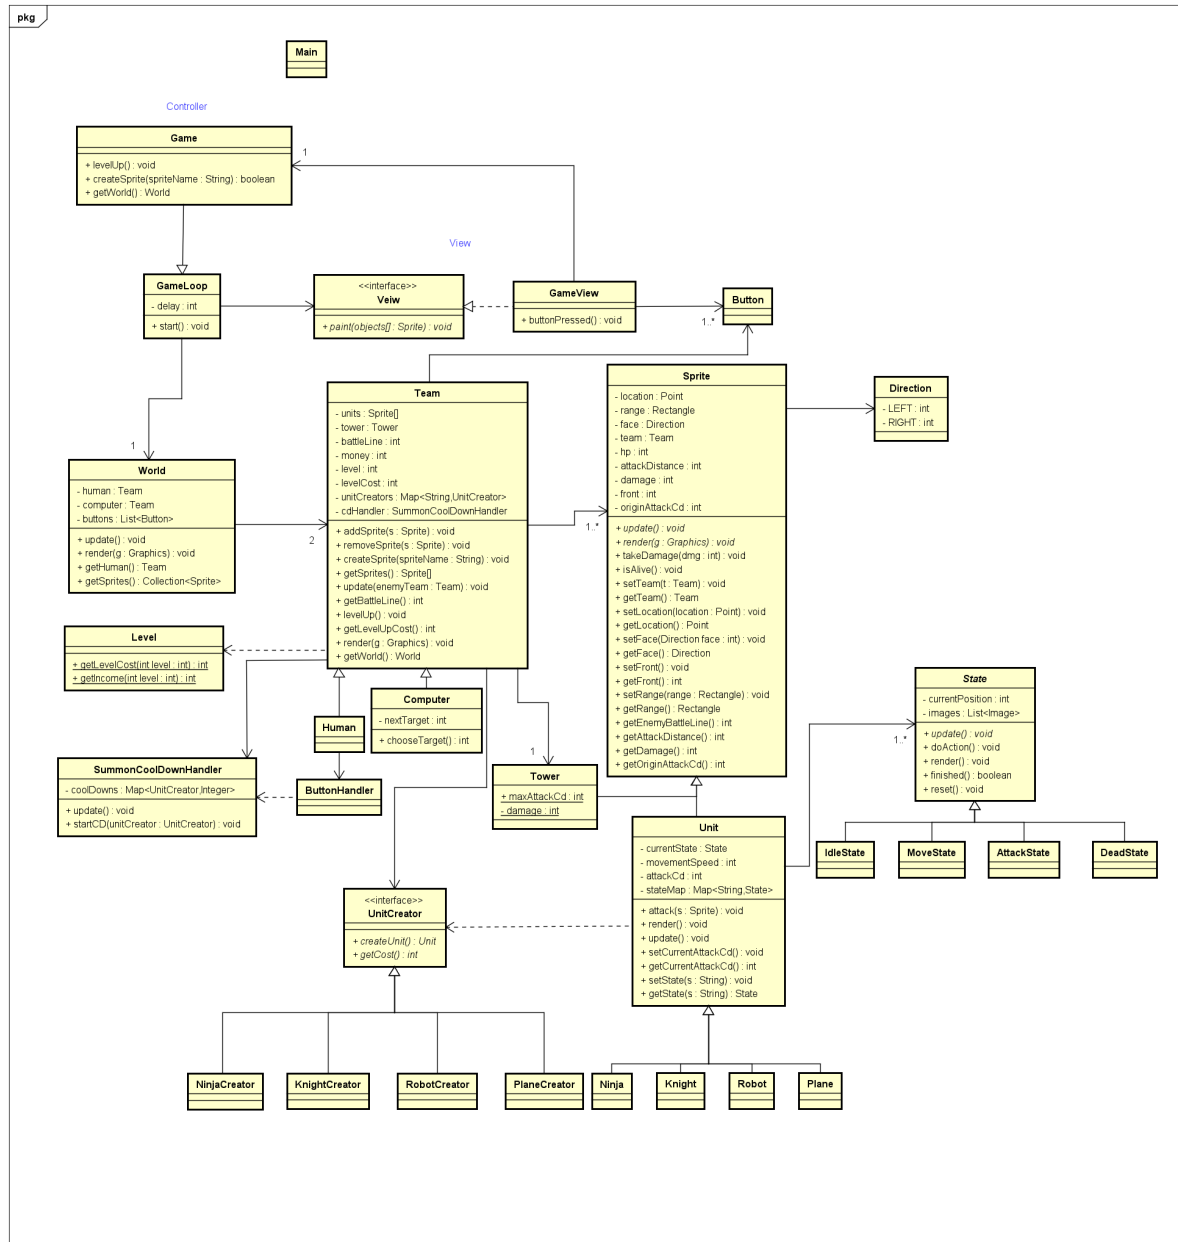 pkg
Main
Controller
Game
+ levelUp() : void
+ createSprite(spriteName : String) : boolean
+ getWorld() : World
1
View
GameLoop
- delay : int
+ start() : void
<<interface>>
Veiw
+ paint(objects[] : Sprite) : void
GameView
+ buttonPressed() : void
Button
1..*
Team
- units : Sprite[]
- tower : Tower
- battleLine : int
- money : int
- level : int
- levelCost : int
- unitCreators : Map<String,UnitCreator>
- cdHandler : SummonCoolDownHandler
+ addSprite(s : Sprite) : void
+ removeSprite(s : Sprite) : void
+ createSprite(spriteName : String) : void
+ getSprites() : Sprite[]
+ update(enemyTeam : Team) : void
+ getBattleLine() : int
+ levelUp() : void
+ getLevelUpCost() : int
+ render(g : Graphics) : void
+ getWorld() : World
Sprite
- location : Point
- range : Rectangle
- face : Direction
- team : Team
- hp : int
- attackDistance : int
- damage : int
- front : int
- originAttackCd : int
+ update() : void
+ render(g : Graphics) : void
+ takeDamage(dmg : int) : void
+ isAlive() : void
+ setTeam(t : Team) : void
+ getTeam() : Team
+ setLocation(location : Point) : void
+ getLocation() : Point
+ setFace(Direction face : int) : void
+ getFace() : Direction
+ setFront() : void
+ getFront() : int
+ setRange(range : Rectangle) : void
+ getRange() : Rectangle
+ getEnemyBattleLine() : int
+ getAttackDistance() : int
+ getDamage() : int
+ getOriginAttackCd() : int
Direction
- LEFT : int
- RIGHT : int
1
World
- human : Team
- computer : Team
- buttons : List<Button>
+ update() : void
+ render(g : Graphics) : void
+ getHuman() : Team
+ getSprites() : Collection<Sprite>
2
1..*
Level
+ getLevelCost(int level : int) : int
+ getIncome(int level : int) : int
Computer
- nextTarget : int
+ chooseTarget() : int
Human
State
- currentPosition : int
- images : List<Image>
+ update() : void
+ doAction() : void
+ render() : void
+ finished() : boolean
+ reset() : void
1..*
SummonCoolDownHandler
- coolDowns : Map<UnitCreator,Integer>
+ update() : void
+ startCD(unitCreator : UnitCreator) : void
ButtonHandler
1
Tower
+ maxAttackCd : int
- damage : int
Unit
- currentState : State
- movementSpeed : int
- attackCd : int
- stateMap : Map<String,State>
+ attack(s : Sprite) : void
+ render() : void
+ update() : void
+ setCurrentAttackCd() : void
+ getCurrentAttackCd() : int
+ setState(s : String) : void
+ getState(s : String) : State
IdleState
MoveState
AttackState
DeadState
<<interface>>
UnitCreator
+ createUnit() : Unit
+ getCost() : int
NinjaCreator
KnightCreator
RobotCreator
PlaneCreator
Ninja
Knight
Robot
Plane